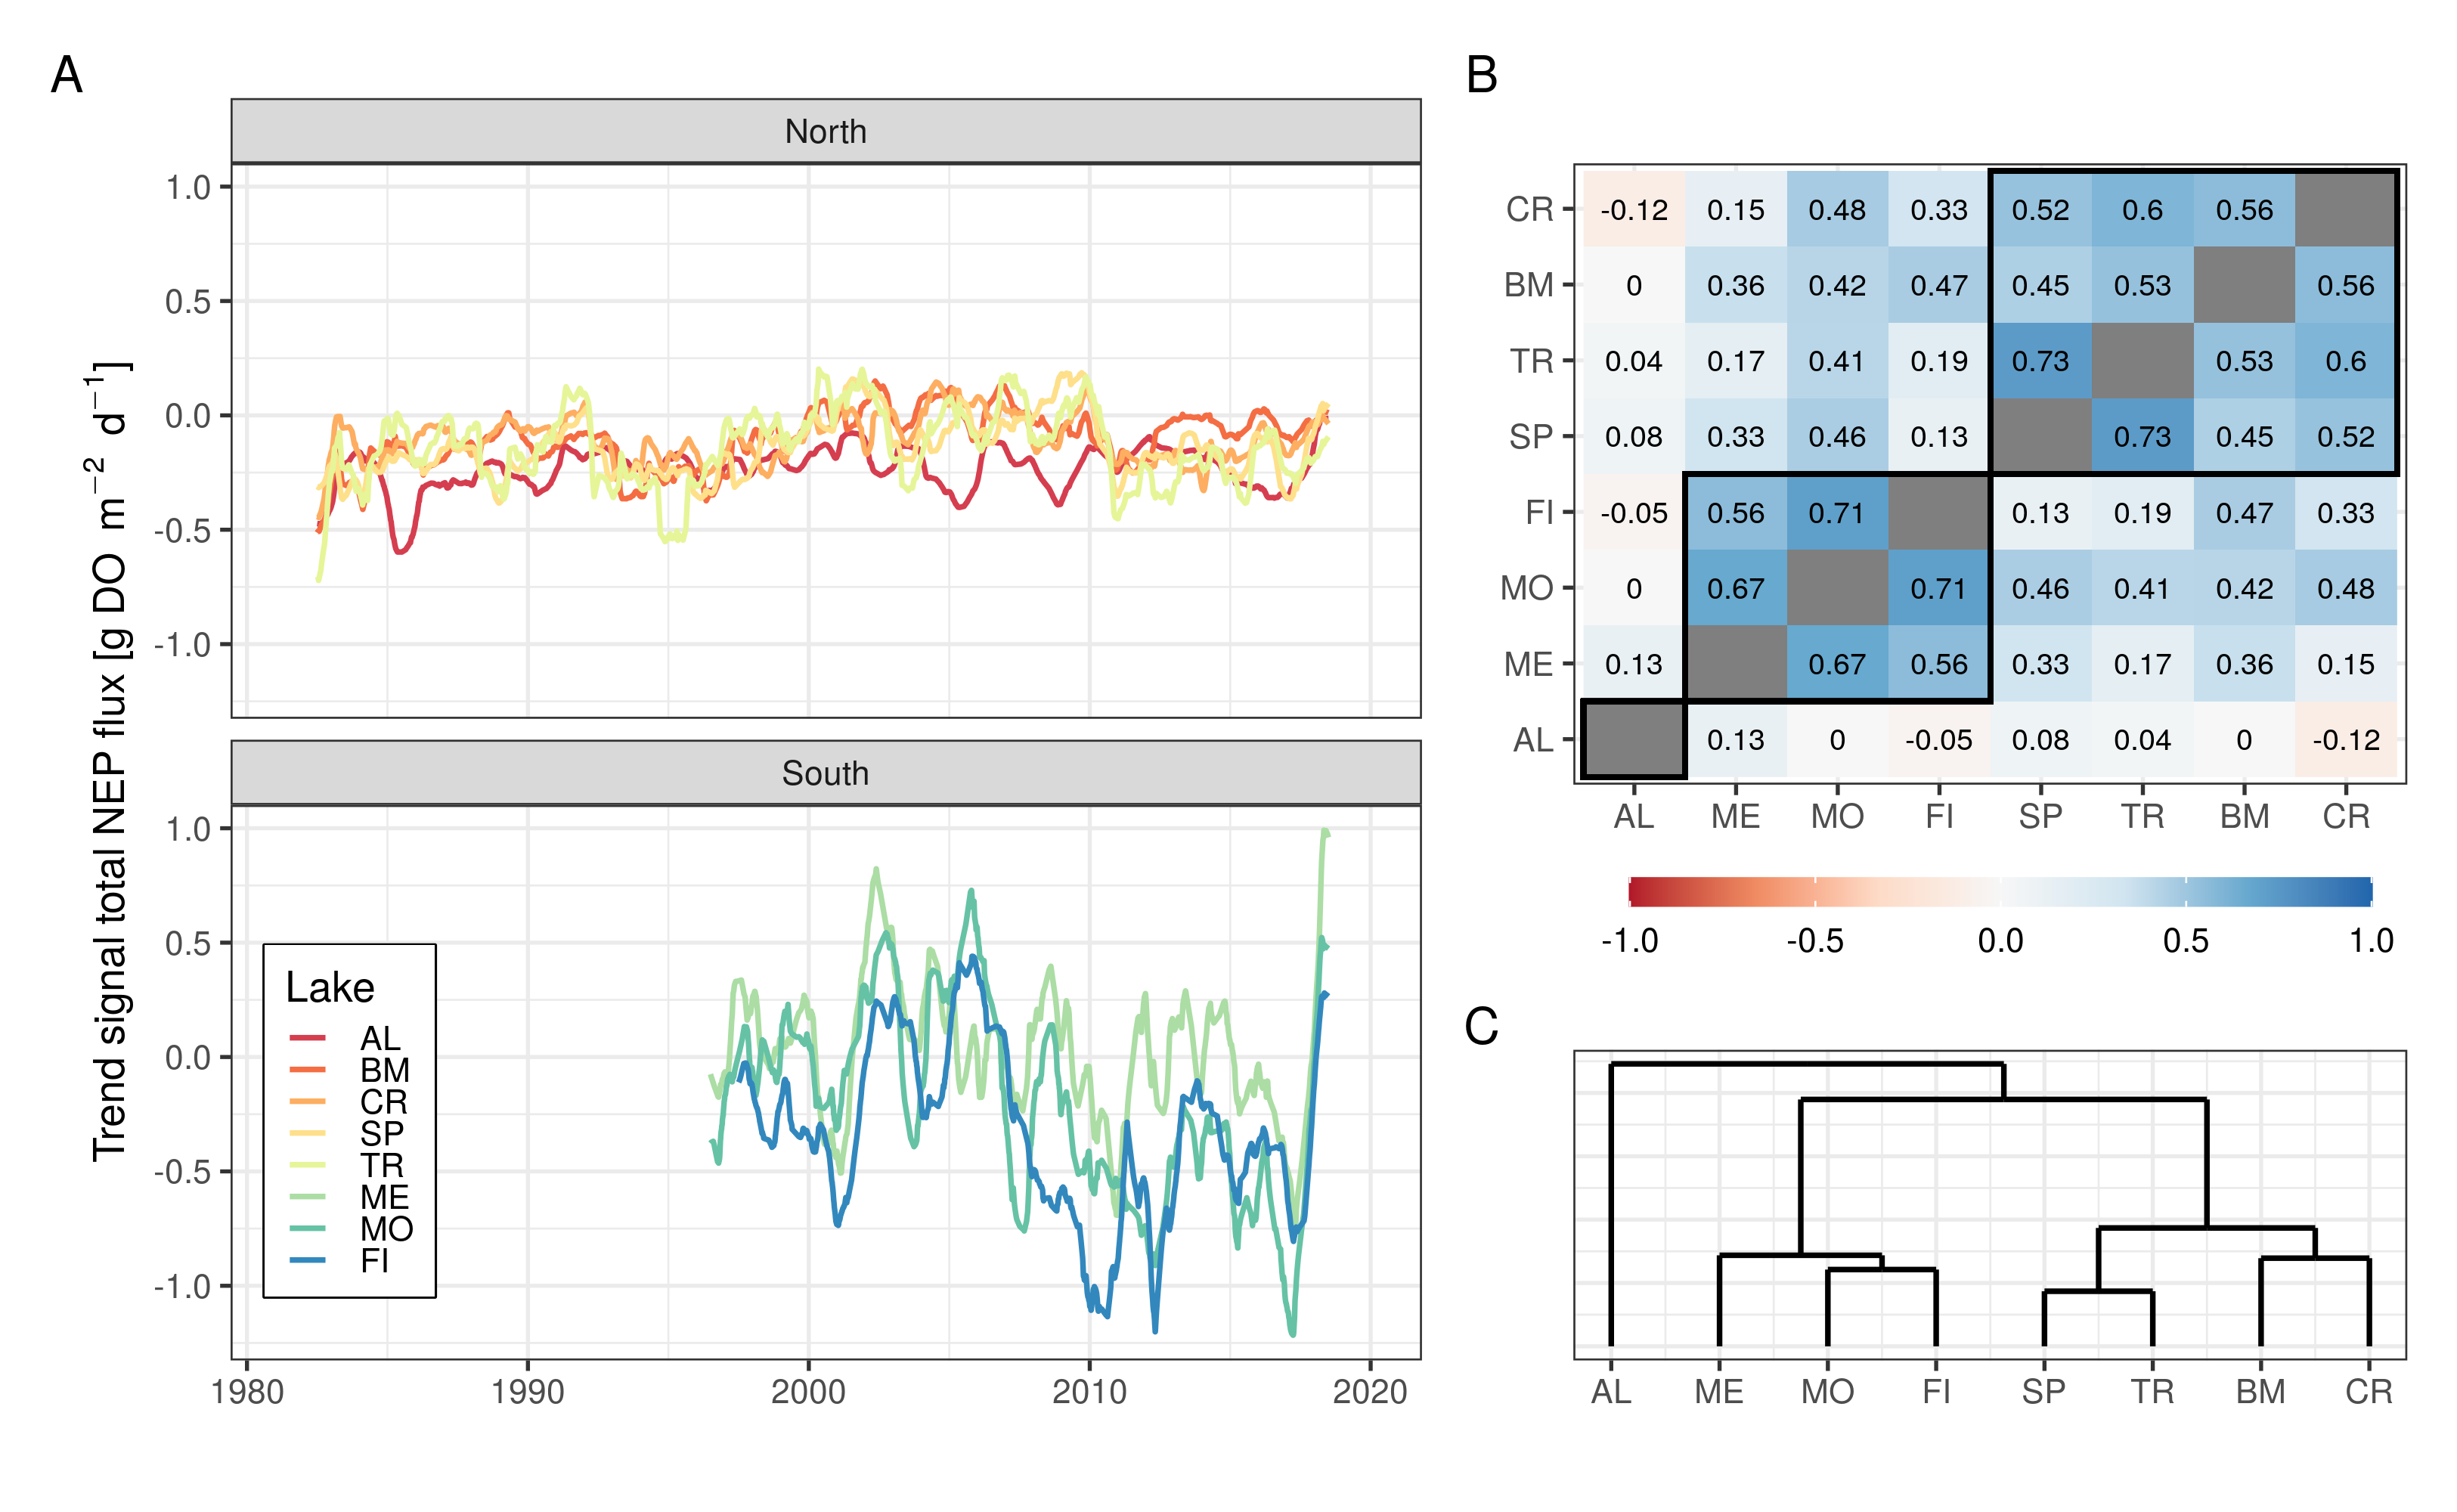 A
North
1.0
0.5
0.0
-0.5
-1.0
South
1.0
0.5
0.0
-0.5
-1.0
1980 1990 2000 2010 2020
Trend signal total NEP flux [g DO m⁻² d⁻¹]
Lake
AL
BM
CR
SP
TR
ME
MO
FI
B
CR -0.12 0.15 0.48 0.33 0.52 0.6 0.56
BM 0 0.36 0.42 0.47 0.45 0.53 0.56
TR 0.04 0.17 0.41 0.19 0.73 0.53 0.6
SP 0.08 0.33 0.46 0.13 0.73 0.45 0.52
FI -0.05 0.56 0.71 0.13 0.19 0.47 0.33
MO 0 0.67 0.71 0.46 0.41 0.42 0.48
ME 0.13 0.67 0.56 0.33 0.17 0.36 0.15
AL 0.13 0 -0.05 0.08 0.04 0 -0.12
AL ME MO FI SP TR BM CR
-1.0 -0.5 0.0 0.5 1.0
C
AL ME MO FI SP TR BM CR